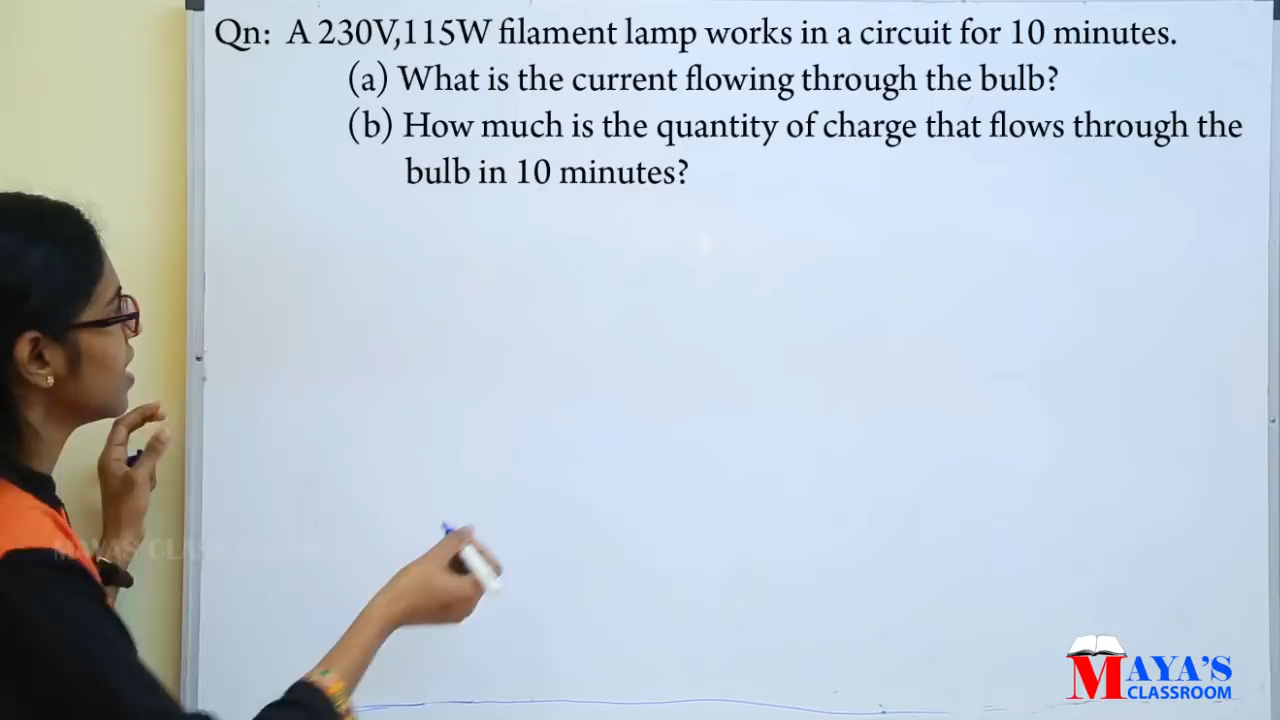 Qn: A 230V,115W filament lamp works in a circuit for 10 minutes.
(a) What is the current flowing through the bulb?
(b) How much is the quantity of charge that flows through the
bulb in 10 minutes?
MAYA'S
CLASSROOM